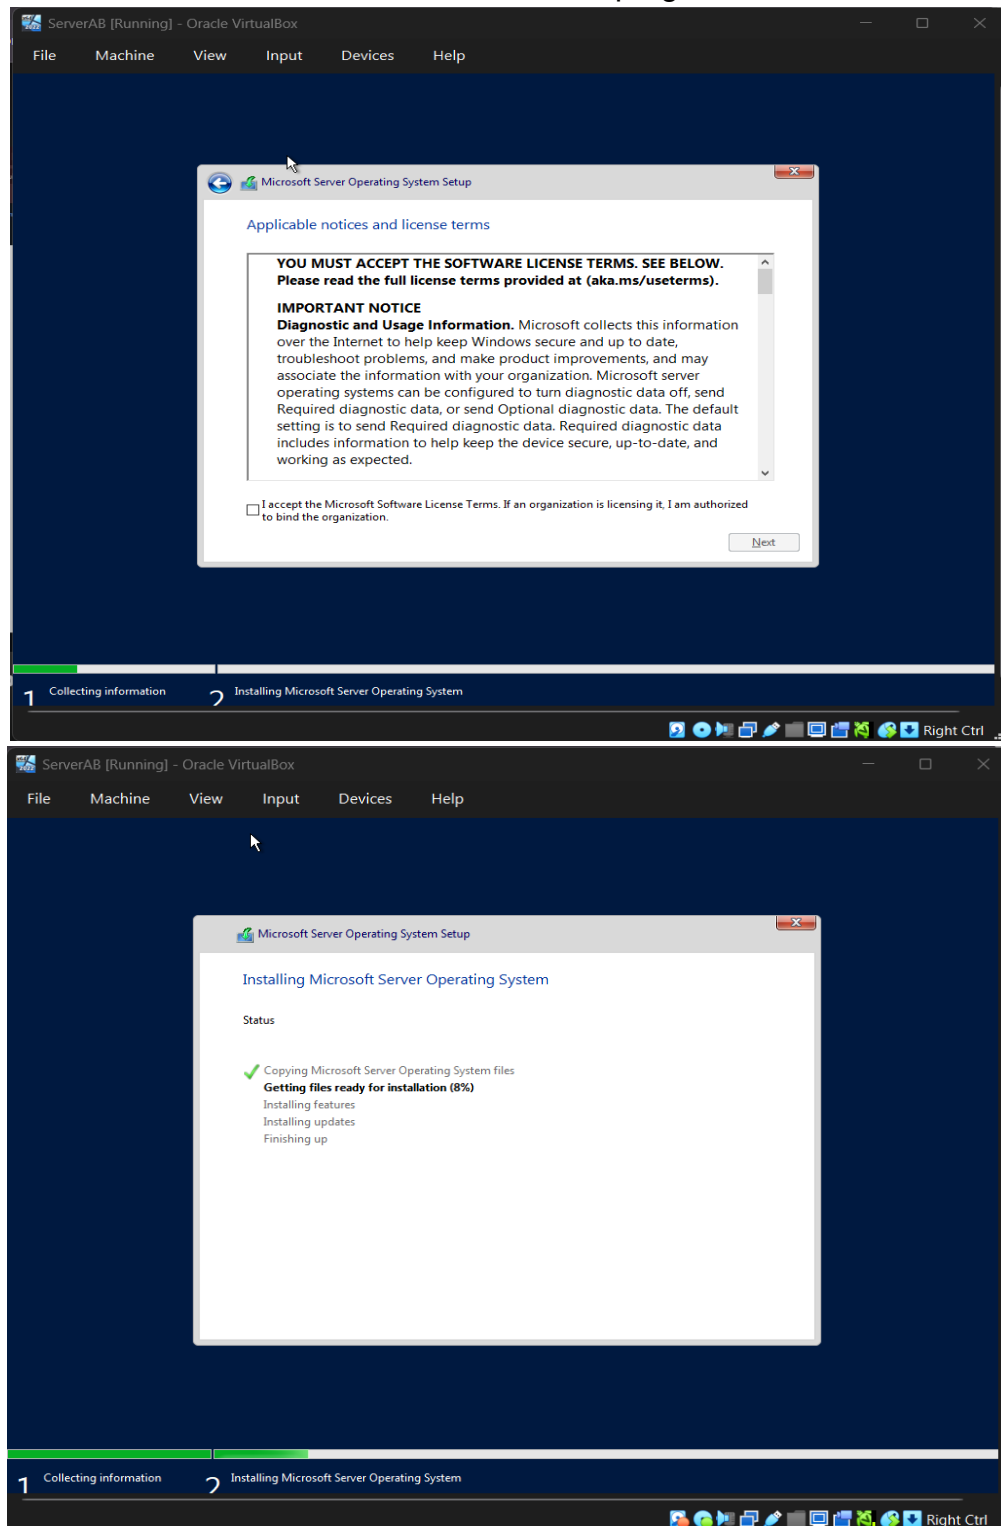 ServerAB [Running] - Oracle VirtualBox
File Machine View Input Devices Help
Microsoft Server Operating System Setup
Applicable notices and license terms
YOU MUST ACCEPT THE SOFTWARE LICENSE TERMS. SEE BELOW.
Please read the full license terms provided at (aka.ms/useterms).
IMPORTANT NOTICE
Diagnostic and Usage Information. Microsoft collects this information
over the Internet to help keep Windows secure and up to date,
troubleshoot problems, and make product improvements, and may
associate the information with your organization. Microsoft server
operating systems can be configured to turn diagnostic data off, send
Required diagnostic data, or send Optional diagnostic data. The default
setting is to send Required diagnostic data. Required diagnostic data
includes information to help keep the device secure, up-to-date, and
working as expected.
I accept the Microsoft Software License Terms. If an organization is licensing it, I am authorized
to bind the organization.
Next
1 Collecting information 2 Installing Microsoft Server Operating System
Right Ctrl
ServerAB [Running] - Oracle VirtualBox
File Machine View Input Devices Help
Microsoft Server Operating System Setup
Installing Microsoft Server Operating System
Status
Copying Microsoft Server Operating System files
Getting files ready for installation (8%)
Installing features
Installing updates
Finishing up
1 Collecting information 2 Installing Microsoft Server Operating System
Right Ctrl